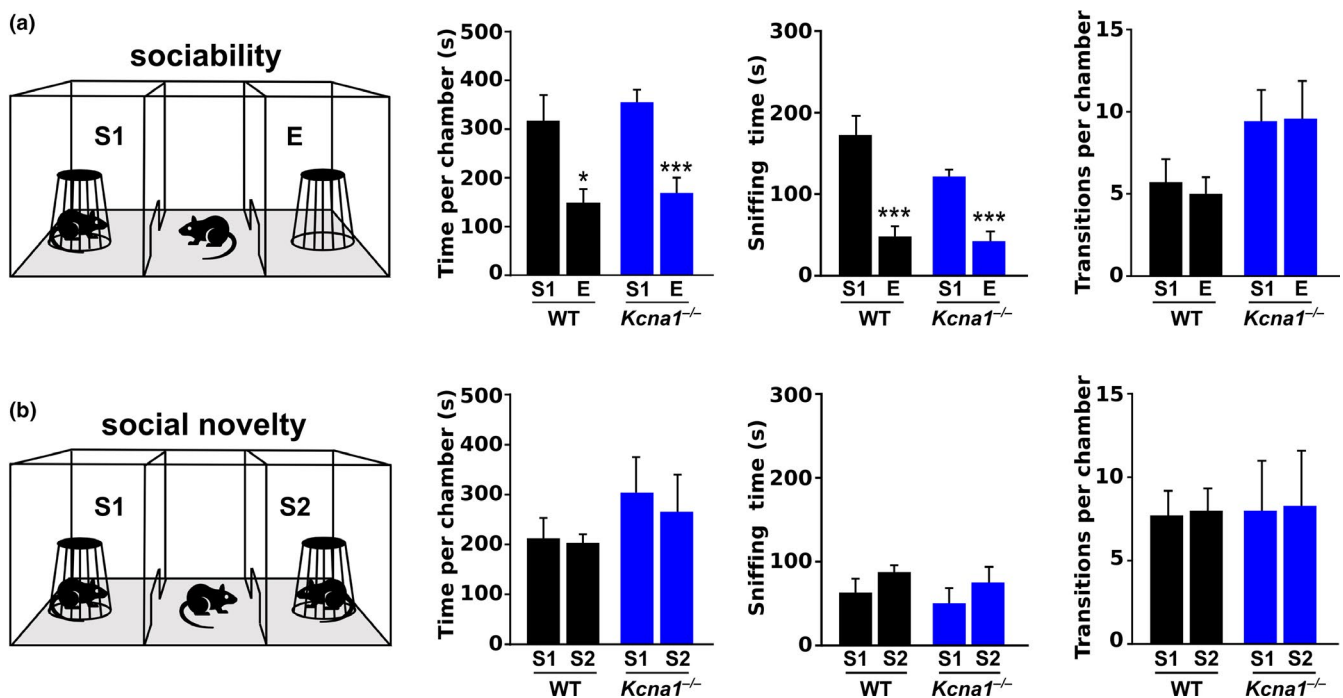 (a)
sociability
S1
E
Time per chamber (s)
500
400
300
200
100
0
*
***
S1 E S1 E
WT Kcna1⁻/⁻
Sniffing time (s)
300
200
100
0
***
***
S1 E S1 E
WT Kcna1⁻/⁻
Transitions per chamber
15
10
5
0
S1 E S1 E
WT Kcna1⁻/⁻
(b)
social novelty
S1
S2
Time per chamber (s)
500
400
300
200
100
0
S1 S2 S1 S2
WT Kcna1⁻/⁻
Sniffing time (s)
300
200
100
0
S1 S2 S1 S2
WT Kcna1⁻/⁻
Transitions per chamber
15
10
5
0
S1 S2 S1 S2
WT Kcna1⁻/⁻